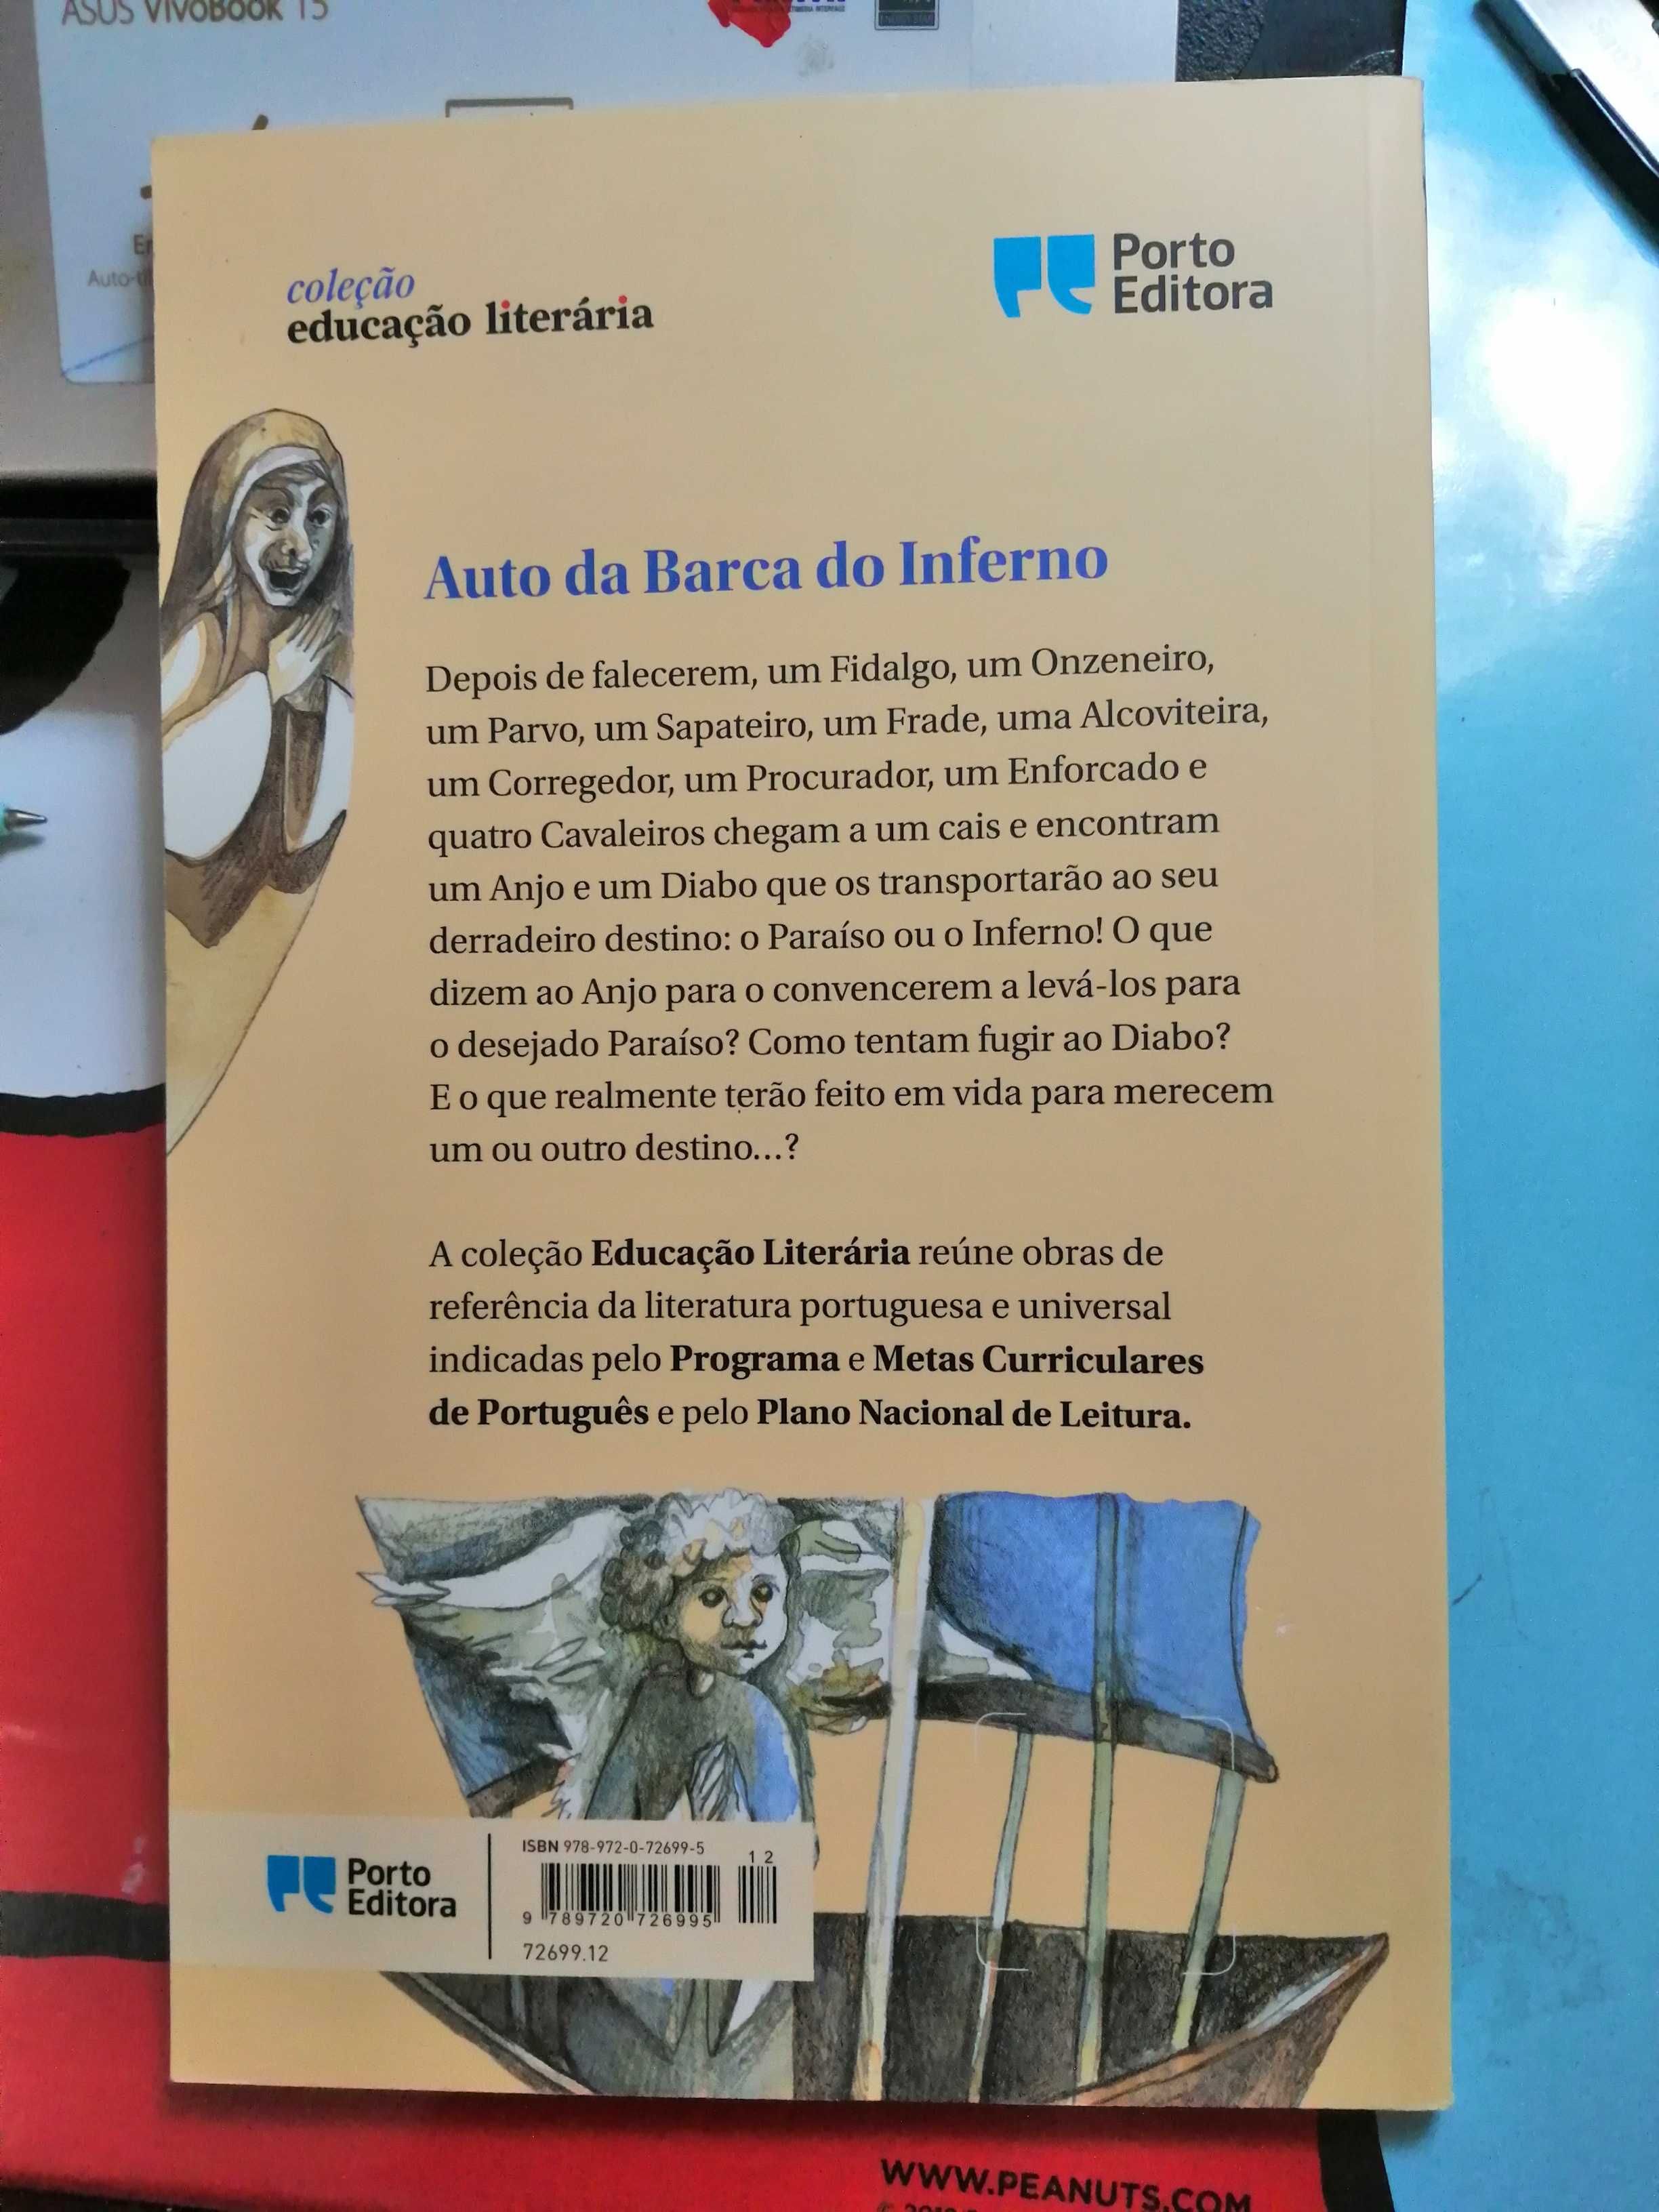 ASUS VivoBook 15
coleção
educação literária
Porto
Editora
Auto da Barca do Inferno
Depois de falecerem, um Fidalgo, um Onzeneiro,
um Parvo, um Sapateiro, um Frade, uma Alcoviteira,
um Corregedor, um Procurador, um Enforcado e
quatro Cavaleiros chegam a um cais e encontram
um Anjo e um Diabo que os transportarão ao seu
derradeiro destino: o Paraíso ou o Inferno! O que
dizem ao Anjo para o convencerem a levá-los para
o desejado Paraíso? Como tentam fugir ao Diabo?
E o que realmente terão feito em vida para merecem
um ou outro destino...?
A coleção Educação Literária reúne obras de
referência da literatura portuguesa e universal
indicadas pelo Programa e Metas Curriculares
de Português e pelo Plano Nacional de Leitura.
Porto
Editora
ISBN 978-972-0-72699-5
12
9 789720 726995
72699.12
WWW.PEANUTS.COM